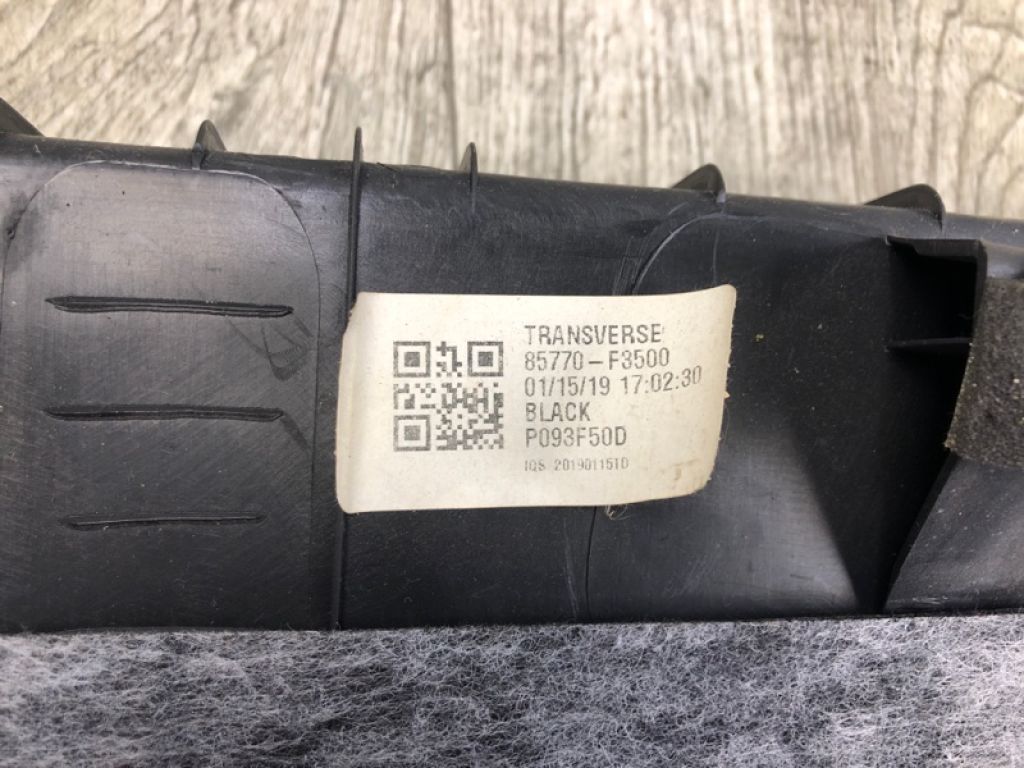 TRANSVERSE
85770-F3500
01/15/19 17:02:30
BLACK
P093F50D
IQS 20190115TD